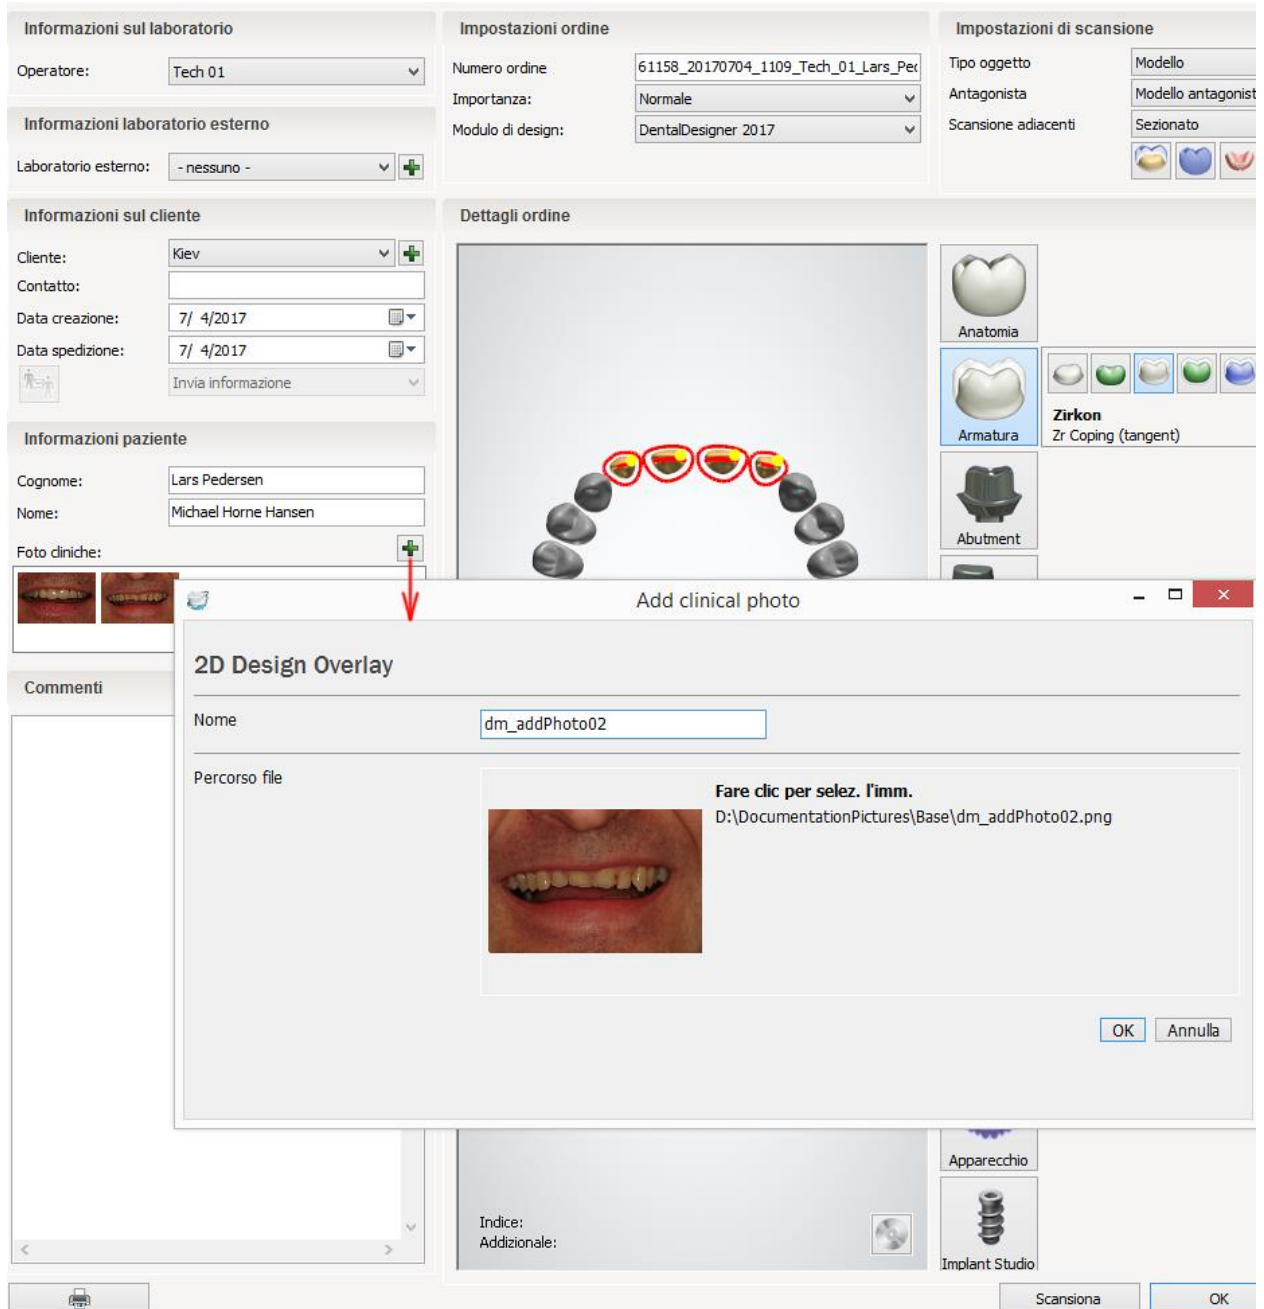 Informazioni sul laboratorio
Operatore:
Tech 01
Informazioni laboratorio esterno
Laboratorio esterno:
- nessuno -
Informazioni sul cliente
Cliente:
Kiev
Contatto:
Data creazione:
7/ 4/2017
Data spedizione:
7/ 4/2017
Invia informazione
Informazioni paziente
Cognome:
Lars Pedersen
Nome:
Michael Horne Hansen
Foto cliniche:
Commenti
Impostazioni ordine
Numero ordine
61158_20170704_1109_Tech_01_Lars_Pec
Importanza:
Normale
Modulo di design:
DentalDesigner 2017
Impostazioni di scansione
Tipo oggetto
Modello
Antagonista
Modello antagonist
Scansione adiacenti
Sezionato
Dettagli ordine
Anatomia
Armatura
Zirkon
Zr Coping (tangent)
Abutment
Add clinical photo
2D Design Overlay
Nome
dm_addPhoto02
Percorso file
Fare clic per selez. l'imm.
D:\DocumentationPictures\Base\dm_addPhoto02.png
OK
Annulla
Apparecchio
Indice:
Addizionale:
Implant Studio
Scansiona
OK